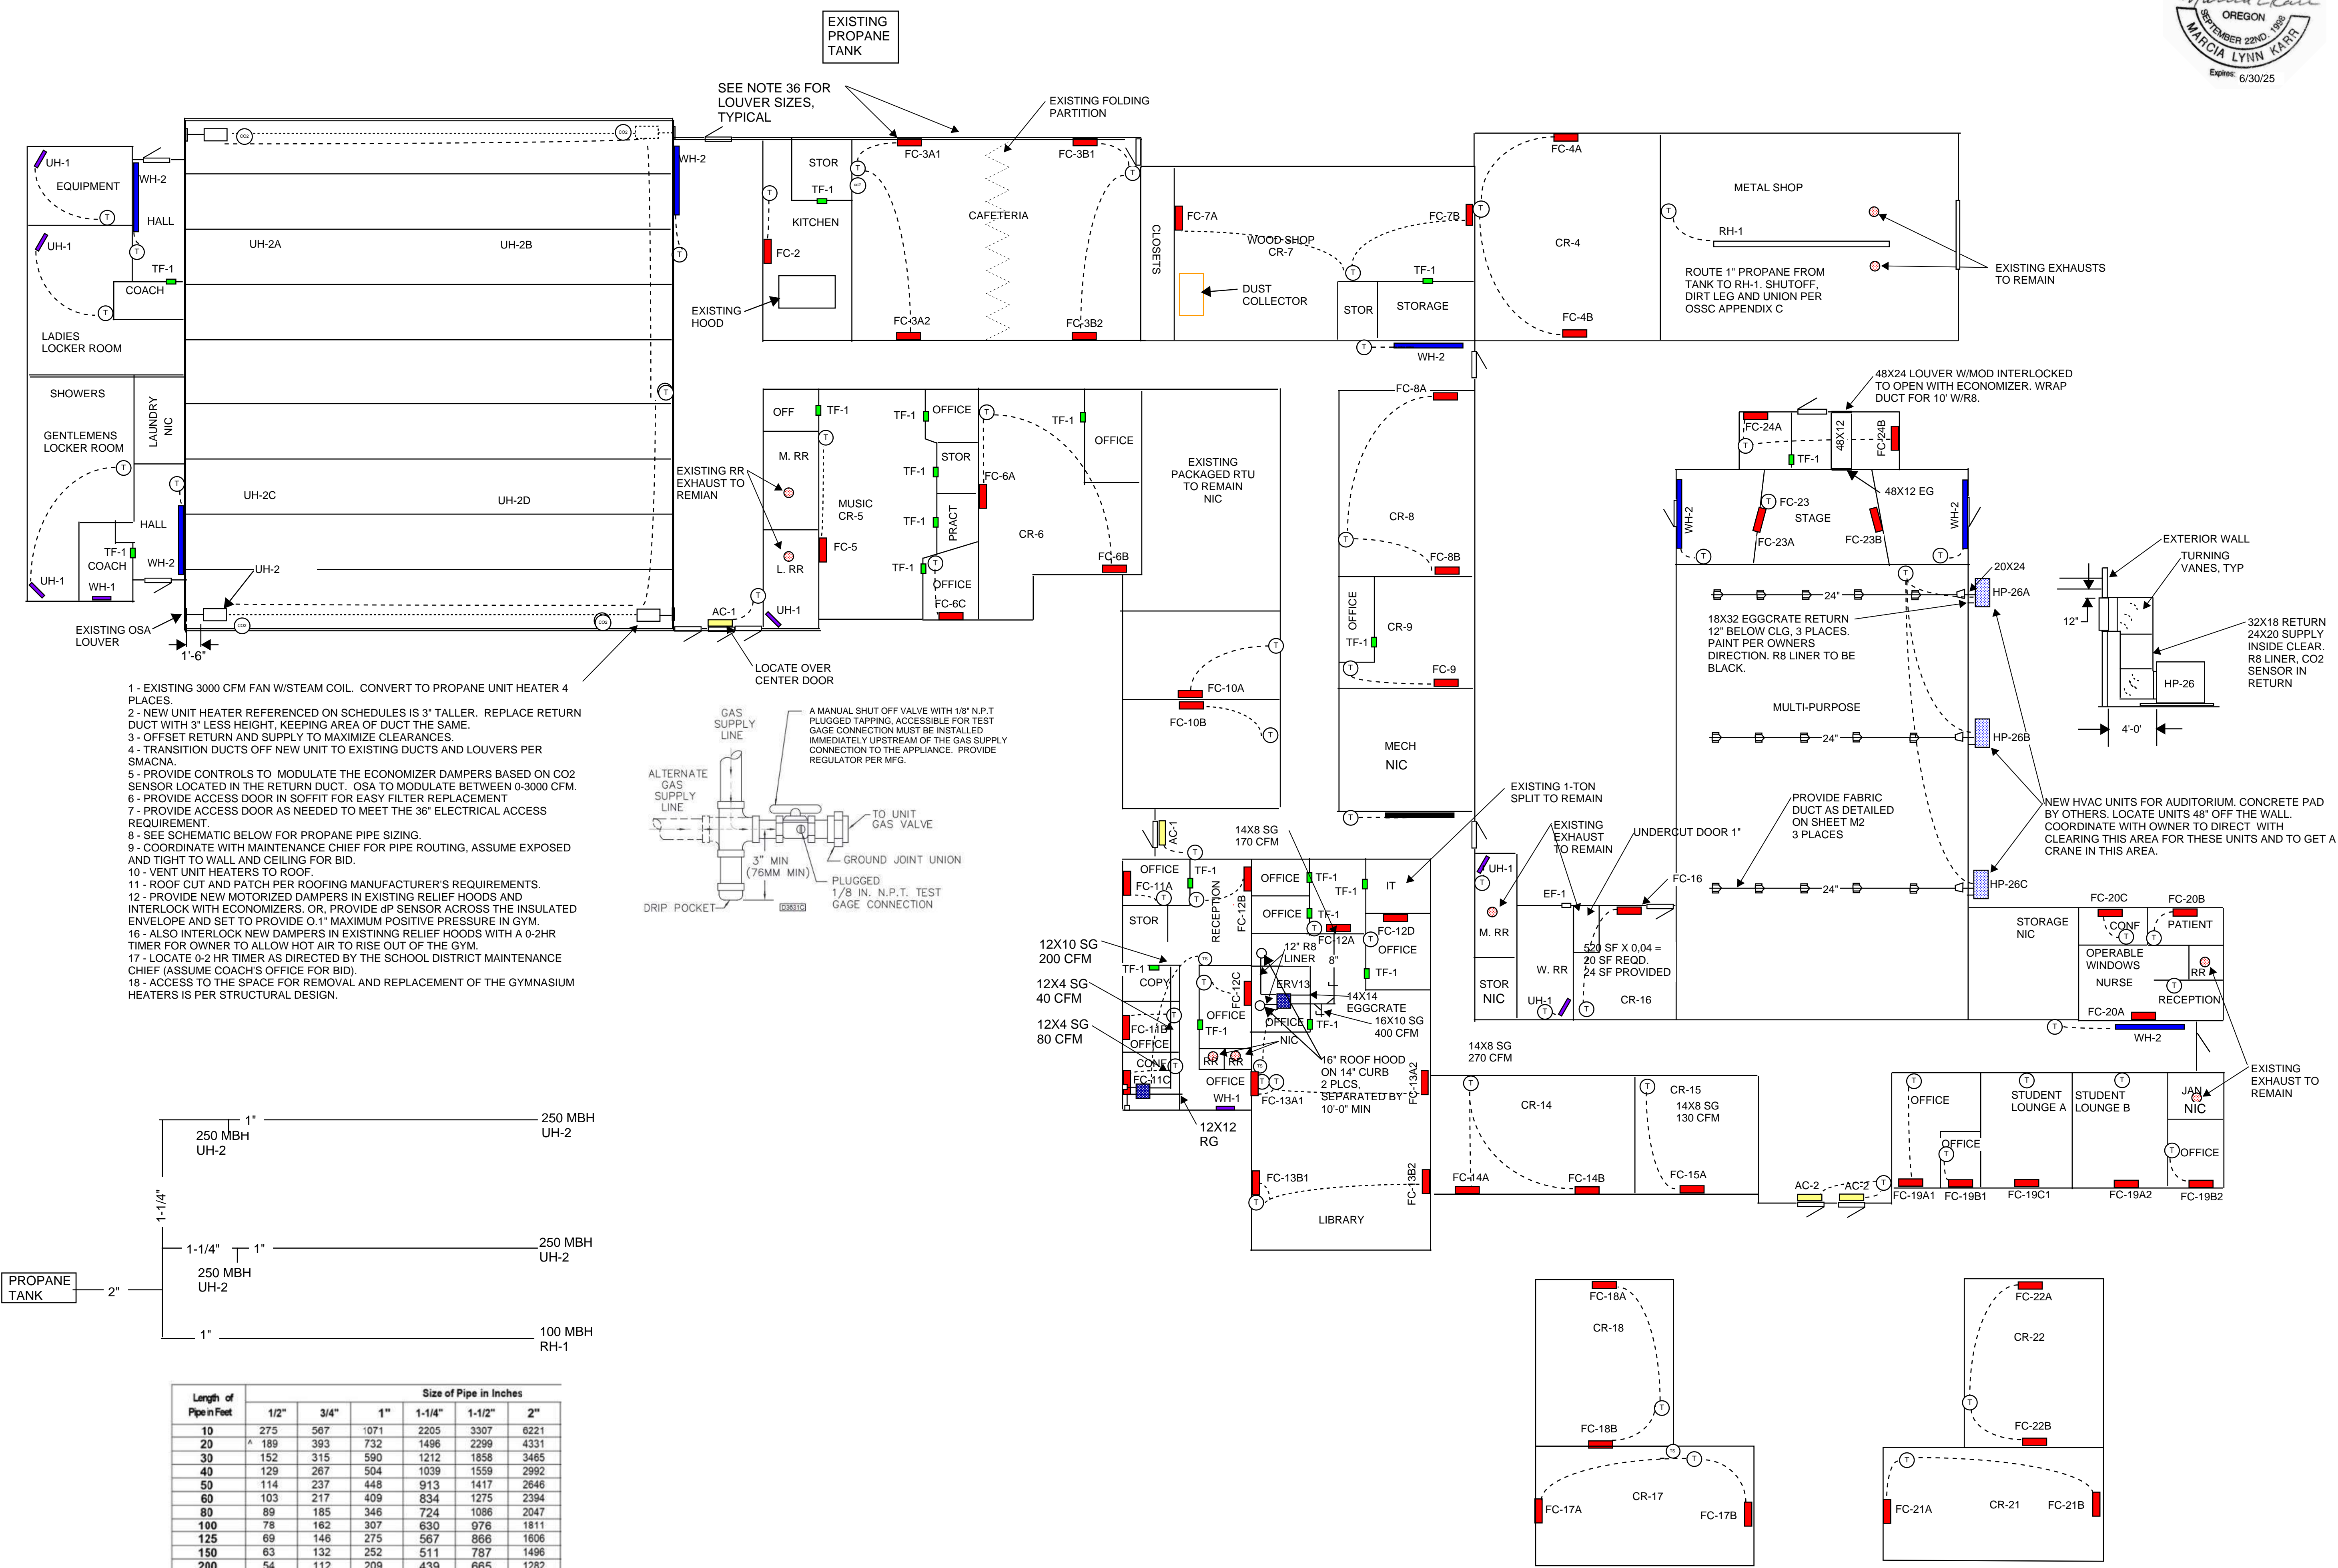 EXISTING
PROPANE
TANK
OREGON
SEPTEMBER 22ND, 1998
MARCIA LYNN KARR
Expires: 6/30/25
SEE NOTE 36 FOR
LOUVER SIZES,
TYPICAL
EXISTING FOLDING
PARTITION
CO2
CO2
UH-1
EQUIPMENT
WH-2
T
HALL
T
UH-1
TF-1
COACH
T
LADIES
LOCKER ROOM
SHOWERS
LAUNDRY
NIC
GENTLEMENS
LOCKER ROOM
T
T
HALL
TF-1
COACH
WH-2
UH-1
WH-1
UH-2A
UH-2B
UH-2C
UH-2D
UH-2
T
CO2
CO2
EXISTING OSA
LOUVER
1'-6"
WH-2
T
STOR
TF-1
T
KITCHEN
FC-2
EXISTING
HOOD
FC-3A1
FC-3B1
T
co2
T
CAFETERIA
FC-3A2
FC-3B2
CLOSETS
FC-7A
FC-7B
WOOD SHOP
CR-7
T
TF-1
DUST
COLLECTOR
STOR
STORAGE
FC-4A
T
CR-4
FC-4B
METAL SHOP
T
RH-1
ROUTE 1" PROPANE FROM
TANK TO RH-1. SHUTOFF,
DIRT LEG AND UNION PER
OSSC APPENDIX C
EXISTING EXHAUSTS
TO REMAIN
T
WH-2
OFF
TF-1
T
M. RR
EXISTING RR
EXHAUST TO
REMIAN
L. RR
MUSIC
CR-5
FC-5
TF-1
OFFICE
STOR
TF-1
TF-1
PRACT
TF-1
T
OFFICE
FC-6C
T
FC-6A
CR-6
TF-1
OFFICE
FC-6B
EXISTING
PACKAGED RTU
TO REMAIN
NIC
T
UH-1
AC-1
LOCATE OVER
CENTER DOOR
FC-8A
CR-8
T
FC-8B
OFFICE
CR-9
TF-1
T
FC-9
MECH
NIC
T
T
FC-10A
FC-10B
T
48X24 LOUVER W/MOD INTERLOCKED
TO OPEN WITH ECONOMIZER. WRAP
DUCT FOR 10' W/R8.
FC-24A
T
TF-1
48X12
FC-24B
48X12 EG
WH-2
T
FC-23
STAGE
FC-23A
FC-23B
T
T
WH-2
T
20X24
HP-26A
24"
18X32 EGGCRATE RETURN
12" BELOW CLG, 3 PLACES.
PAINT PER OWNERS
DIRECTION. R8 LINER TO BE
BLACK.
MULTI-PURPOSE
24"
HP-26B
PROVIDE FABRIC
DUCT AS DETAILED
ON SHEET M2
3 PLACES
24"
HP-26C
EXTERIOR WALL
TURNING
VANES, TYP
12"
32X18 RETURN
24X20 SUPPLY
INSIDE CLEAR.
R8 LINER, CO2
SENSOR IN
RETURN
HP-26
4'-0'
NEW HVAC UNITS FOR AUDITORIUM. CONCRETE PAD
BY OTHERS. LOCATE UNITS 48" OFF THE WALL.
COORDINATE WITH OWNER TO DIRECT  WITH
CLEARING THIS AREA FOR THESE UNITS AND TO GET A
CRANE IN THIS AREA.
1 - EXISTING 3000 CFM FAN W/STEAM COIL.  CONVERT TO PROPANE UNIT HEATER 4
PLACES.
2 - NEW UNIT HEATER REFERENCED ON SCHEDULES IS 3" TALLER.  REPLACE RETURN
DUCT WITH 3" LESS HEIGHT, KEEPING AREA OF DUCT THE SAME.
3 - OFFSET RETURN AND SUPPLY TO MAXIMIZE CLEARANCES.
4 - TRANSITION DUCTS OFF NEW UNIT TO EXISTING DUCTS AND LOUVERS PER
SMACNA.
5 - PROVIDE CONTROLS TO  MODULATE THE ECONOMIZER DAMPERS BASED ON CO2
SENSOR LOCATED IN THE RETURN DUCT.  OSA TO MODULATE BETWEEN 0-3000 CFM.
6 - PROVIDE ACCESS DOOR IN SOFFIT FOR EASY FILTER REPLACEMENT
7 - PROVIDE ACCESS DOOR AS NEEDED TO MEET THE 36" ELECTRICAL ACCESS
REQUIREMENT.
8 - SEE SCHEMATIC BELOW FOR PROPANE PIPE SIZING.
9 - COORDINATE WITH MAINTENANCE CHIEF FOR PIPE ROUTING, ASSUME EXPOSED
AND TIGHT TO WALL AND CEILING FOR BID.
10 - VENT UNIT HEATERS TO ROOF.
11 - ROOF CUT AND PATCH PER ROOFING MANUFACTURER'S REQUIREMENTS.
12 - PROVIDE NEW MOTORIZED DAMPERS IN EXISTING RELIEF HOODS AND
INTERLOCK WITH ECONOMIZERS. OR, PROVIDE dP SENSOR ACROSS THE INSULATED
ENVELOPE AND SET TO PROVIDE O.1" MAXIMUM POSITIVE PRESSURE IN GYM.
16 - ALSO INTERLOCK NEW DAMPERS IN EXISTINNG RELIEF HOODS WITH A 0-2HR
TIMER FOR OWNER TO ALLOW HOT AIR TO RISE OUT OF THE GYM.
17 - LOCATE 0-2 HR TIMER AS DIRECTED BY THE SCHOOL DISTRICT MAINTENANCE
CHIEF (ASSUME COACH'S OFFICE FOR BID).
18 - ACCESS TO THE SPACE FOR REMOVAL AND REPLACEMENT OF THE GYMNASIUM
HEATERS IS PER STRUCTURAL DESIGN.
GAS
SUPPLY
LINE
A MANUAL SHUT OFF VALVE WITH 1/8" N.P.T
PLUGGED TAPPING, ACCESSIBLE FOR TEST
GAGE CONNECTION MUST BE INSTALLED
IMMEDIATELY UPSTREAM OF THE GAS SUPPLY
CONNECTION TO THE APPLIANCE.  PROVIDE
REGULATOR PER MFG.
ALTERNATE
GAS
SUPPLY
LINE
TO UNIT
GAS VALVE
3" MIN
(76MM MIN)
GROUND JOINT UNION
PLUGGED
1/8 IN. N.P.T. TEST
GAGE CONNECTION
DRIP POCKET
EXISTING 1-TON
SPLIT TO REMAIN
AC-1
T
14X8 SG
170 CFM
OFFICE
TF-1
FC-11A
T
T
STOR
RECEPTION
FC-12B
OFFICE
TF-1
TF-1
IT
OFFICE
TF-1
T
FC-12A
FC-12D
T
OFFICE
TF-1
12X10 SG
200 CFM
TF-1
COPY
TS
T
FC-12C
12" R8
LINER
8"
ERV13
14X14
EGGCRATE
16X10 SG
400 CFM
12X4 SG
40 CFM
12X4 SG
80 CFM
T
FC-11B
OFFICE
OFFICE
TF-1
OFFICE
TF-1
NIC
RR
RR
CONF
T
FC-11C
OFFICE
WH-1
TS
T
T
FC-13A1
16" ROOF HOOD
ON 14" CURB
2 PLCS,
SEPARATED BY
10'-0" MIN
FC-13A2
12X12
RG
FC-13B1
T
FC-13B2
LIBRARY
EXISTING
EXHAUST
TO REMAIN
UNDERCUT DOOR 1"
UH-1
T
EF-1
FC-16
M. RR
520 SF X 0,04 =
20 SF REQD.
24 SF PROVIDED
W. RR
STOR
NIC
UH-1
T
T
CR-16
14X8 SG
270 CFM
T
CR-14
FC-14A
FC-14B
T
CR-15
14X8 SG
130 CFM
FC-15A
STORAGE
NIC
FC-20C
FC-20B
CONF
T
T
PATIENT
OPERABLE
WINDOWS
NURSE
RR
T
RECEPTION
FC-20A
T
WH-2
EXISTING
EXHAUST TO
REMAIN
AC-2
AC-2
T
T
OFFICE
T
STUDENT
LOUNGE A
T
STUDENT
LOUNGE B
JAN
NIC
OFFICE
T
T
OFFICE
FC-19A1
FC-19B1
FC-19C1
FC-19A2
FC-19B2
1"
250 MBH
UH-2
250 MBH
UH-2
1-1/4"
1-1/4"
1"
250 MBH
UH-2
250 MBH
UH-2
PROPANE
TANK
2"
1"
100 MBH
RH-1
Length of
Pipe in Feet
Size of Pipe in Inches
1/2" 3/4" 1" 1-1/4" 1-1/2" 2"
10 275 567 1071 2205 3307 6221
20 189 393 732 1496 2299 4331
30 152 315 590 1212 1858 3465
40 129 267 504 1039 1559 2992
50 114 237 448 913 1417 2646
60 103 217 409 834 1275 2394
80 89 185 346 724 1086 2047
100 78 162 307 630 976 1811
125 69 146 275 567 866 1606
150 63 132 252 511 787 1496
200 54 112 209 439 665 1282
FC-18A
CR-18
T
FC-18B
TS
T
FC-17A
CR-17
FC-17B
FC-22A
CR-22
T
FC-22B
T
FC-21A
CR-21
FC-21B